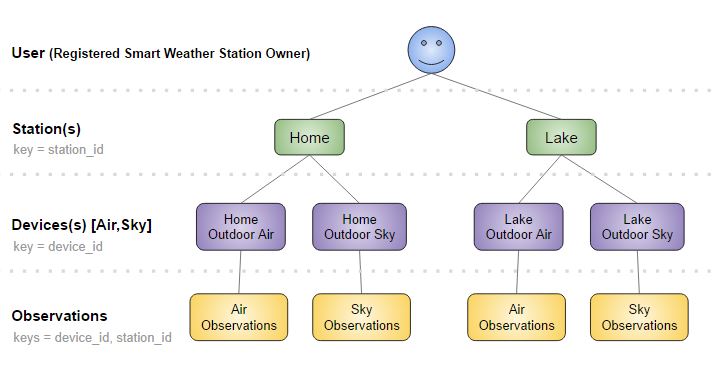 User (Registered Smart Weather Station Owner)
Station(s)
key = station_id
Home
Lake
Devices(s) [Air,Sky]
key = device_id
Home
Outdoor Air
Home
Outdoor Sky
Lake
Outdoor Air
Lake
Outdoor Sky
Observations
keys = device_id, station_id
Air
Observations
Sky
Observations
Air
Observations
Sky
Observations